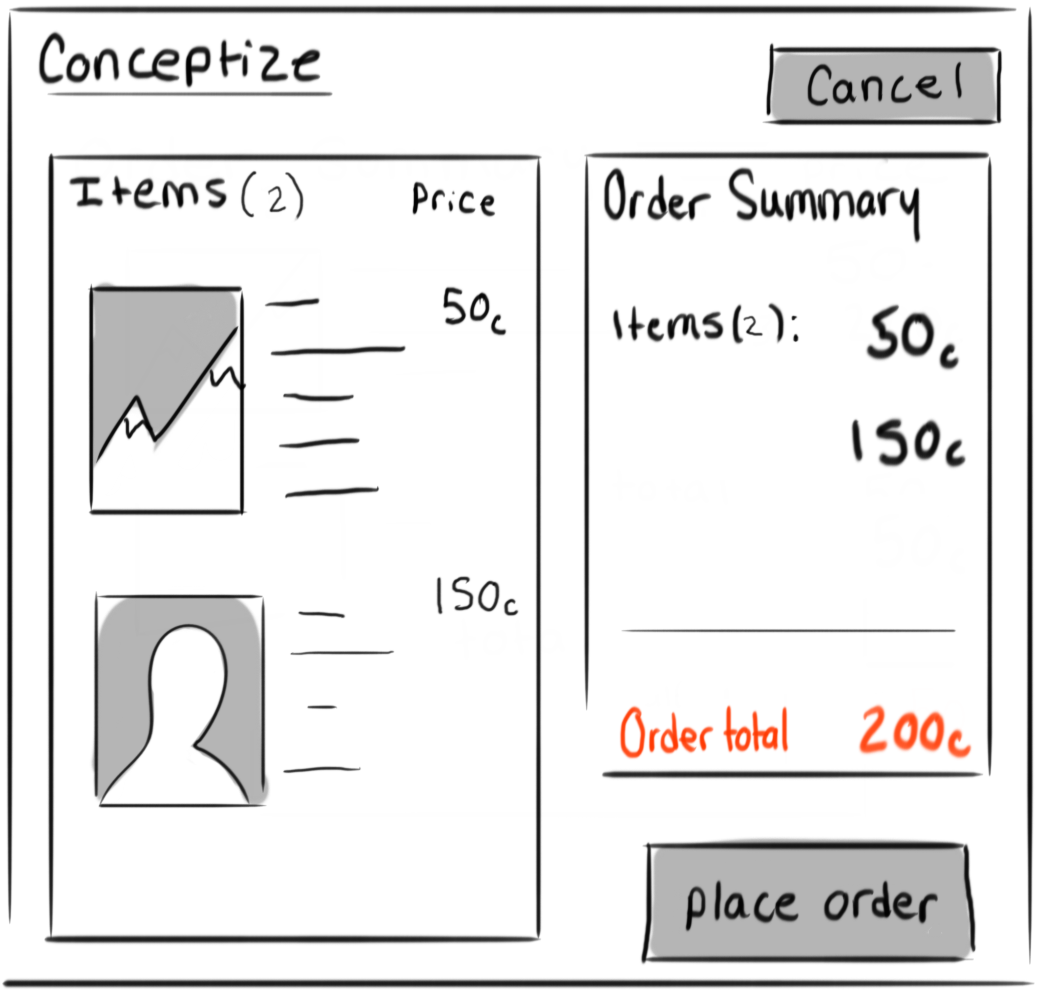 Conceptize
Cancel
Items (2) Price
50c
150c
Order Summary
Items (2): 50c
150c
Order total 200c
place order